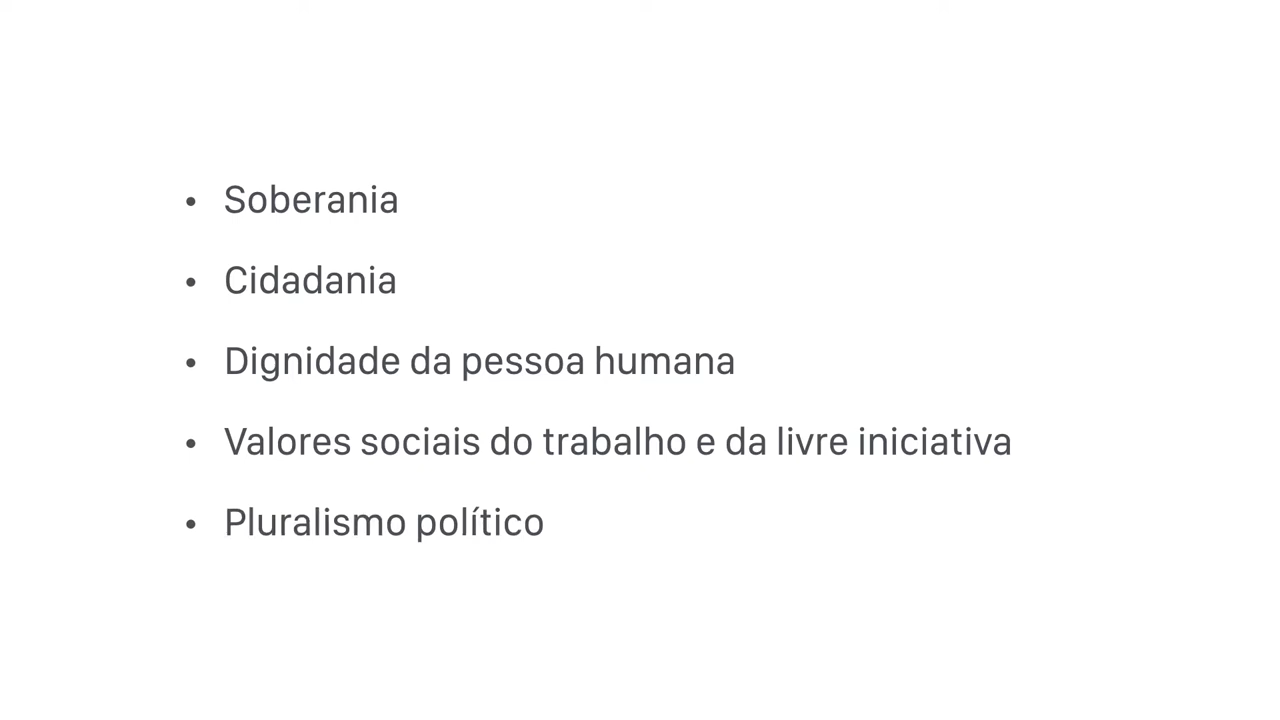 • Soberania
• Cidadania
• Dignidade da pessoa humana
• Valores sociais do trabalho e da livre iniciativa
• Pluralismo político